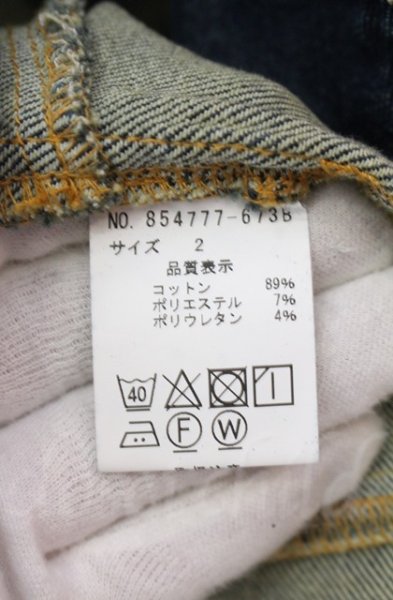 NO. 854777-673B
サイズ 2
品質表示
コットン 89%
ポリエステル 7%
ポリウレタン 4%
40
F W